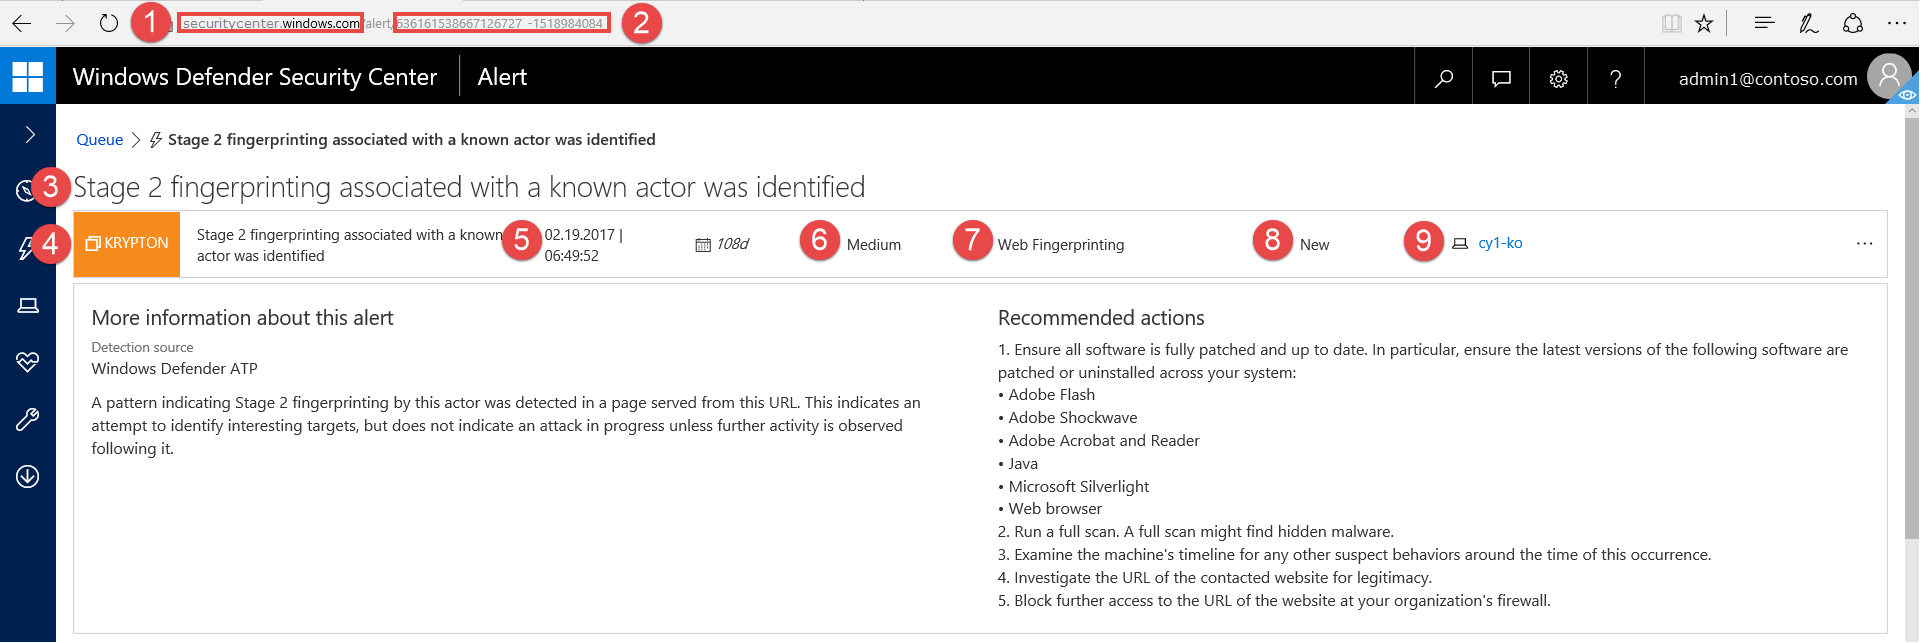 1 securitycenter.windows.com/alert/636161538667126727_-1518984084 2
Windows Defender Security Center Alert ? admin1@contoso.com
Queue > Stage 2 fingerprinting associated with a known actor was identified
3 Stage 2 fingerprinting associated with a known actor was identified
4 KRYPTON
Stage 2 fingerprinting associated with a known
actor was identified
5 02.19.2017 |
06:49:52
108d
6 Medium
7 Web Fingerprinting
8 New
9 cy1-ko
...
More information about this alert
Detection source
Windows Defender ATP
A pattern indicating Stage 2 fingerprinting by this actor was detected in a page served from this URL. This indicates an
attempt to identify interesting targets, but does not indicate an attack in progress unless further activity is observed
following it.
Recommended actions
1. Ensure all software is fully patched and up to date. In particular, ensure the latest versions of the following software are
patched or uninstalled across your system:
• Adobe Flash
• Adobe Shockwave
• Adobe Acrobat and Reader
• Java
• Microsoft Silverlight
• Web browser
2. Run a full scan. A full scan might find hidden malware.
3. Examine the machine's timeline for any other suspect behaviors around the time of this occurrence.
4. Investigate the URL of the contacted website for legitimacy.
5. Block further access to the URL of the website at your organization's firewall.